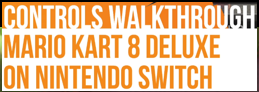 CONTROLS WALKTHROUGH
MARIO KART 8 DELUXE
ON NINTENDO SWITCH